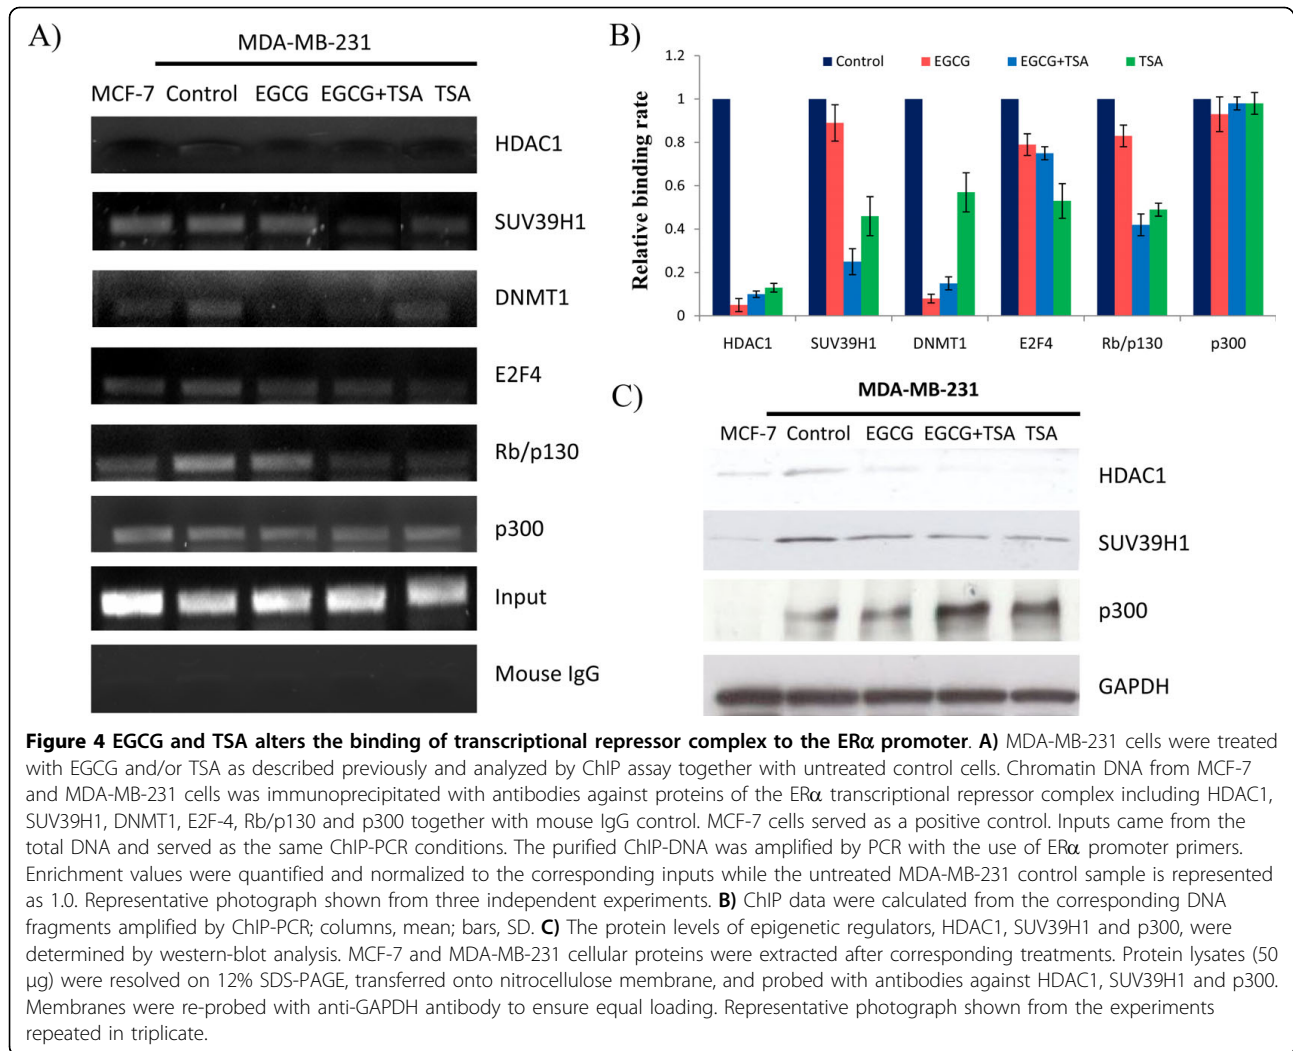 A)
MDA-MB-231
MCF-7 Control EGCG EGCG+TSA TSA
HDAC1
SUV39H1
DNMT1
E2F4
Rb/p130
p300
Input
Mouse IgG
B)
Relative binding rate
1.2
1
0.8
0.6
0.4
0.2
0
Control EGCG EGCG+TSA TSA
HDAC1 SUV39H1 DNMT1 E2F4 Rb/p130 p300
C)
MDA-MB-231
MCF-7 Control EGCG EGCG+TSA TSA
HDAC1
SUV39H1
p300
GAPDH
Figure 4 EGCG and TSA alters the binding of transcriptional repressor complex to the ERα promoter. A) MDA-MB-231 cells were treated
with EGCG and/or TSA as described previously and analyzed by ChIP assay together with untreated control cells. Chromatin DNA from MCF-7
and MDA-MB-231 cells was immunoprecipitated with antibodies against proteins of the ERα transcriptional repressor complex including HDAC1,
SUV39H1, DNMT1, E2F-4, Rb/p130 and p300 together with mouse IgG control. MCF-7 cells served as a positive control. Inputs came from the
total DNA and served as the same ChIP-PCR conditions. The purified ChIP-DNA was amplified by PCR with the use of ERα promoter primers.
Enrichment values were quantified and normalized to the corresponding inputs while the untreated MDA-MB-231 control sample is represented
as 1.0. Representative photograph shown from three independent experiments. B) ChIP data were calculated from the corresponding DNA
fragments amplified by ChIP-PCR; columns, mean; bars, SD. C) The protein levels of epigenetic regulators, HDAC1, SUV39H1 and p300, were
determined by western-blot analysis. MCF-7 and MDA-MB-231 cellular proteins were extracted after corresponding treatments. Protein lysates (50
μg) were resolved on 12% SDS-PAGE, transferred onto nitrocellulose membrane, and probed with antibodies against HDAC1, SUV39H1 and p300.
Membranes were re-probed with anti-GAPDH antibody to ensure equal loading. Representative photograph shown from the experiments
repeated in triplicate.